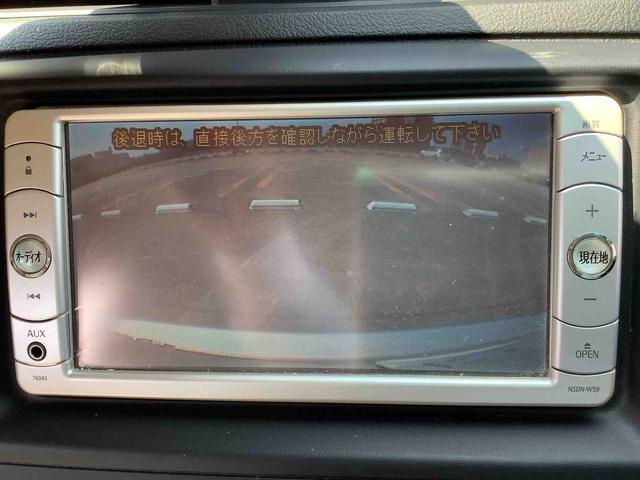 後退時は、直接後方を確認しながら運転して下さい
画質
メニュー
オーディオ
現在地
AUX
OPEN
76043
NSDN-W59